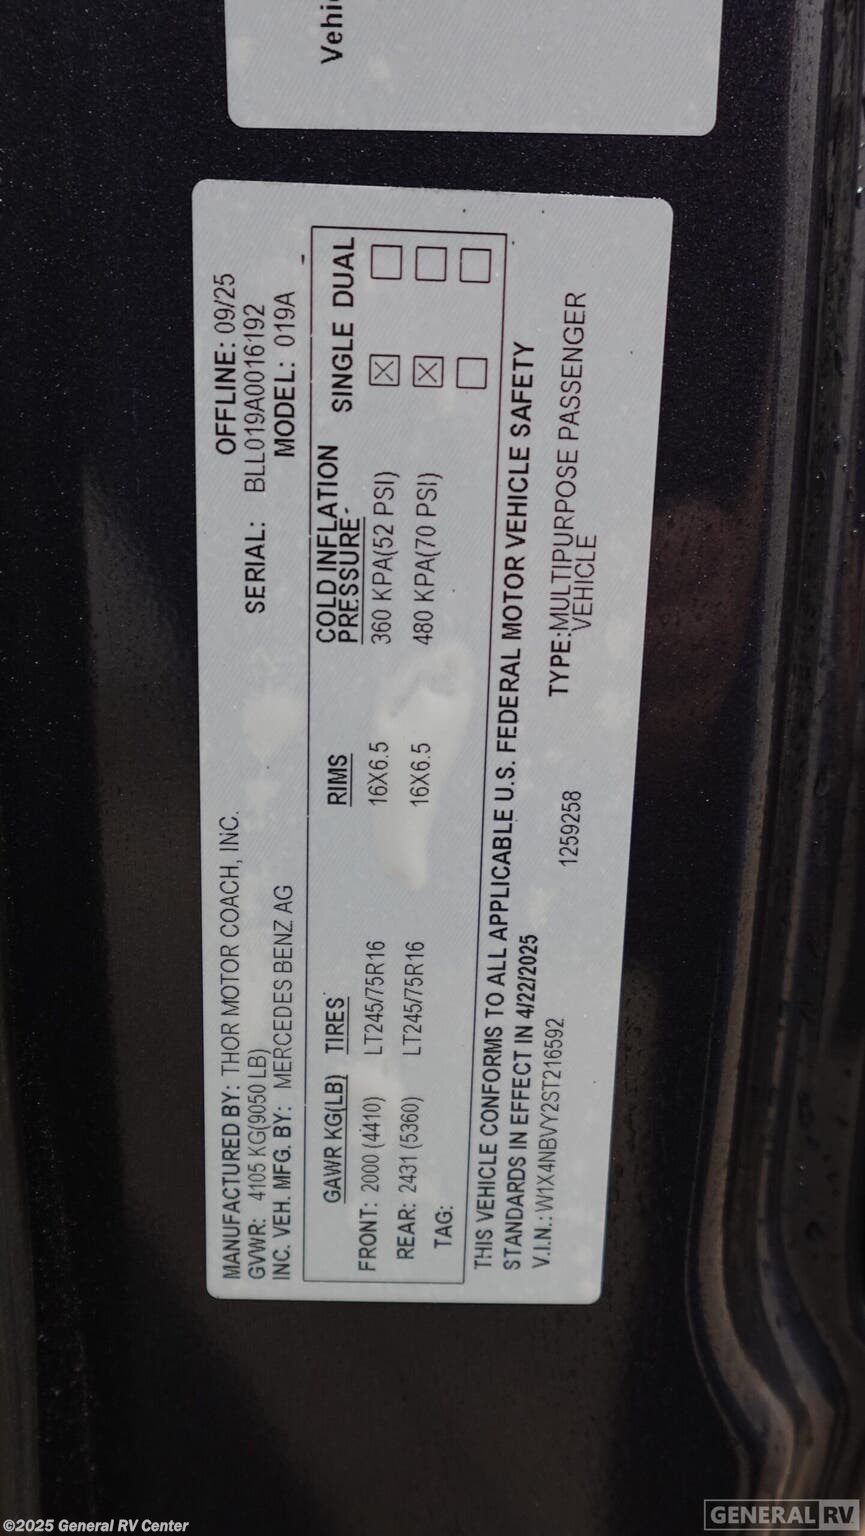 Vehi
MANUFACTURED BY: THOR MOTOR COACH, INC. OFFLINE: 09/25
GVWR: 4105 KG(9050 LB) SERIAL: BLL019A0016192
INC. VEH. MFG. BY: MERCEDES BENZ AG MODEL: 019A
GAWR KG(LB) TIRES RIMS COLD INFLATION PRESSURE SINGLE DUAL
FRONT: 2000 (4410) LT245/75R16 16X6.5 360 KPA(52 PSI) ☒ ☐
REAR: 2431 (5360) LT245/75R16 16X6.5 480 KPA(70 PSI) ☒ ☐
TAG: ☐ ☐
THIS VEHICLE CONFORMS TO ALL APPLICABLE U.S. FEDERAL MOTOR VEHICLE SAFETY
STANDARDS IN EFFECT IN 4/22/2025
V.I.N.: W1X4NBVY2ST216592 1259258 TYPE: MULTIPURPOSE PASSENGER
VEHICLE
©2025 General RV Center
GENERAL RV